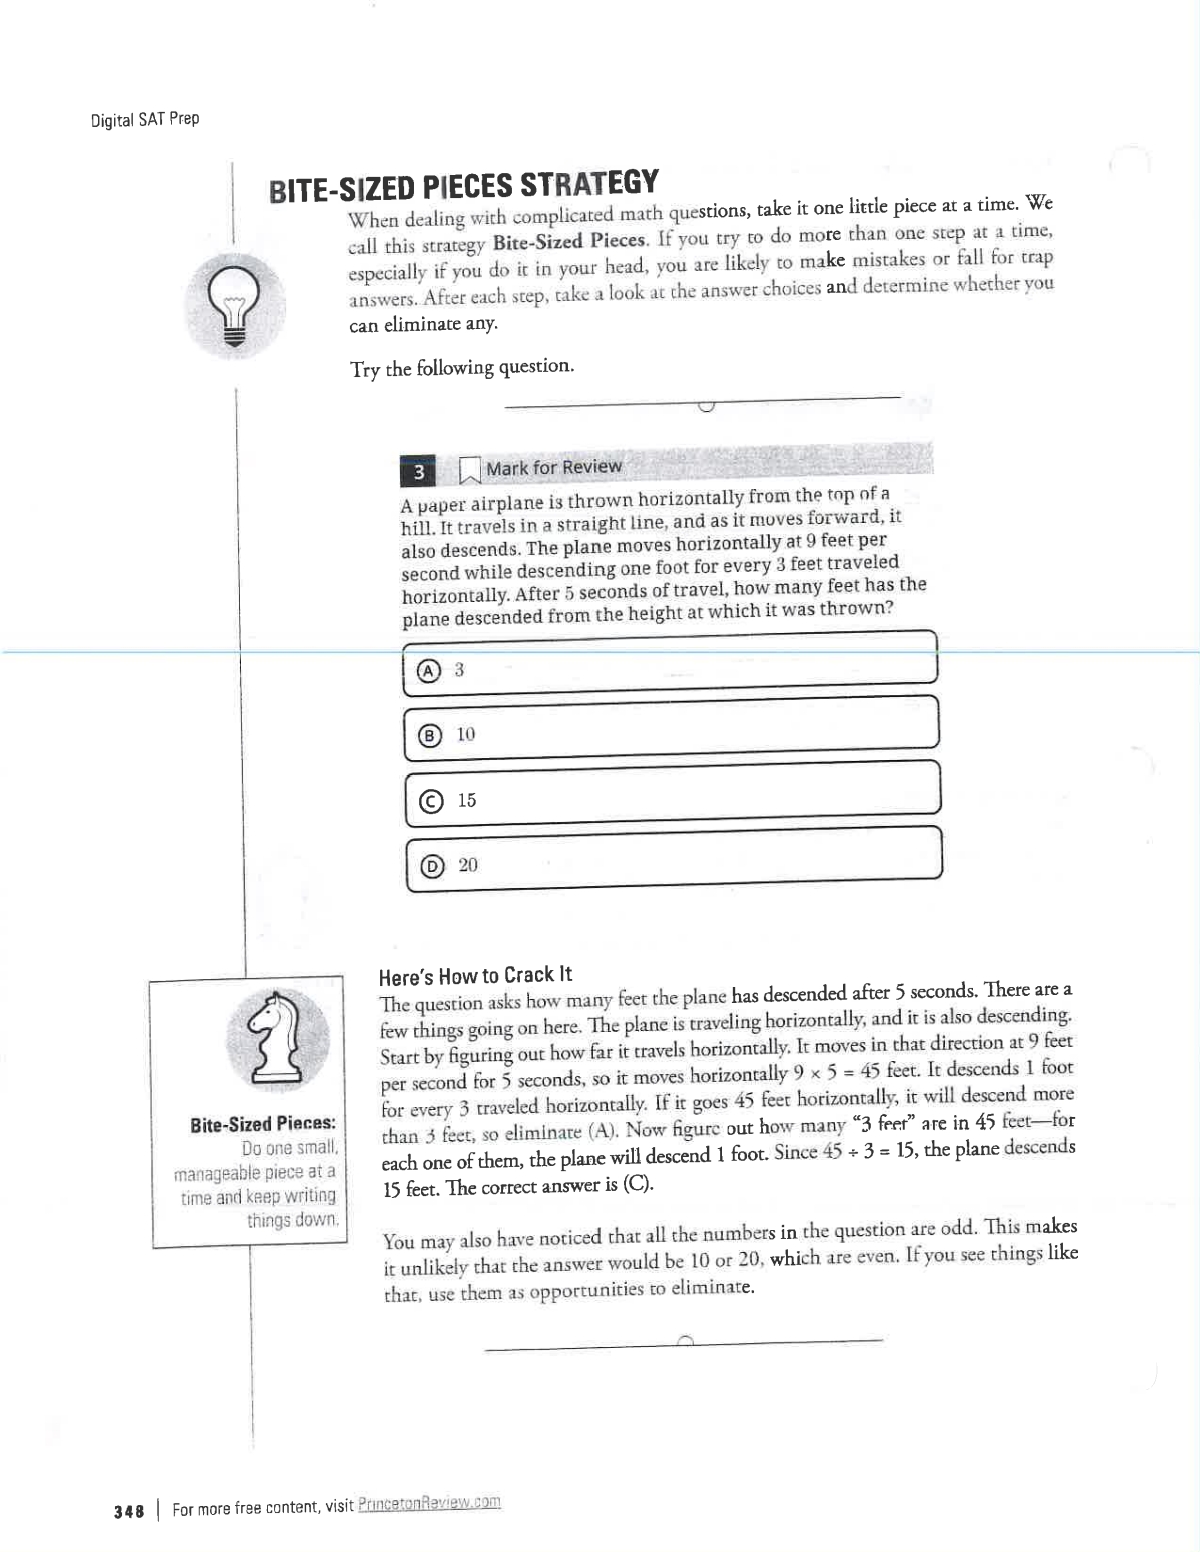 Digital SAT Prep
BITE-SIZED PIECES STRATEGY
When dealing with complicated math questions, take it one little piece at a time. We
call this strategy Bite-Sized Pieces. If you try to do more than one step at a time,
especially if you do it in your head, you are likely to make mistakes or fall for trap
answers. After each step, take a look at the answer choices and determine whether you
can eliminate any.
Try the following question.
3 Mark for Review
A paper airplane is thrown horizontally from the top of a
hill. It travels in a straight line, and as it moves forward, it
also descends. The plane moves horizontally at 9 feet per
second while descending one foot for every 3 feet traveled
horizontally. After 5 seconds of travel, how many feet has the
plane descended from the height at which it was thrown?
A 3
B 10
C 15
D 20
Here's How to Crack It
The question asks how many feet the plane has descended after 5 seconds. There are a
few things going on here. The plane is traveling horizontally, and it is also descending.
Start by figuring out how far it travels horizontally. It moves in that direction at 9 feet
per second for 5 seconds, so it moves horizontally 9 × 5 = 45 feet. It descends 1 foot
for every 3 traveled horizontally. If it goes 45 feet horizontally, it will descend more
than 3 feet, so eliminate (A). Now figure out how many “3 feet” are in 45 feet—for
each one of them, the plane will descend 1 foot. Since 45 ÷ 3 = 15, the plane descends
15 feet. The correct answer is (C).
You may also have noticed that all the numbers in the question are odd. This makes
it unlikely that the answer would be 10 or 20, which are even. If you see things like
that, use them as opportunities to eliminate.
Bite-Sized Pieces:
Do one small,
manageable piece at a
time and keep writing
things down.
348 | For more free content, visit PrincetonReview.com